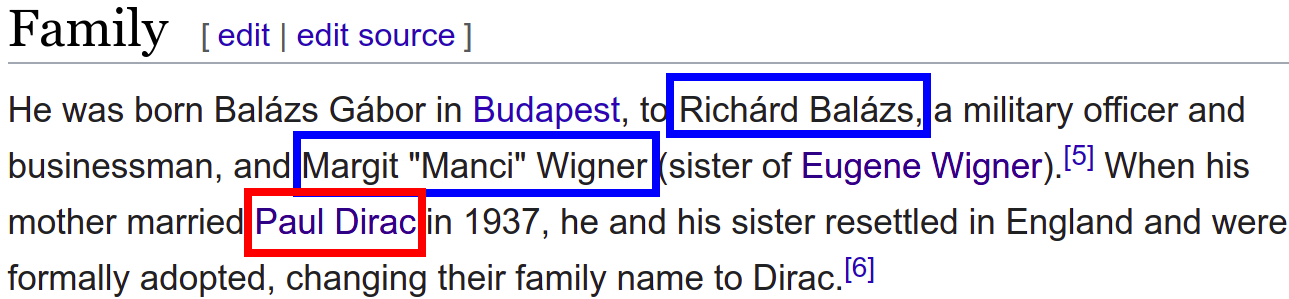 Family [ edit | edit source ]
He was born Balázs Gábor in Budapest, to Richárd Balázs, a military officer and
businessman, and Margit "Manci" Wigner (sister of Eugene Wigner).[5] When his
mother married Paul Dirac in 1937, he and his sister resettled in England and were
formally adopted, changing their family name to Dirac.[6]